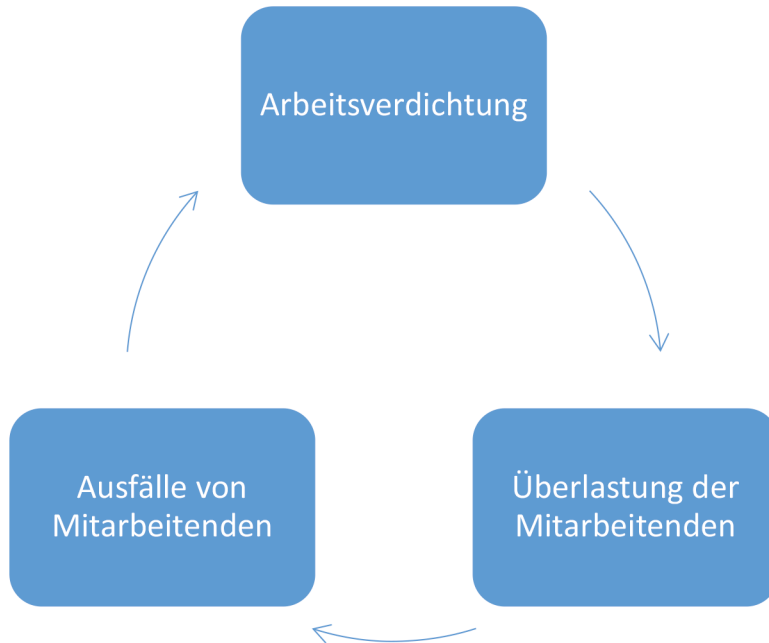 Arbeitsverdichtung
Ausfälle von
Mitarbeitenden
Überlastung der
Mitarbeitenden